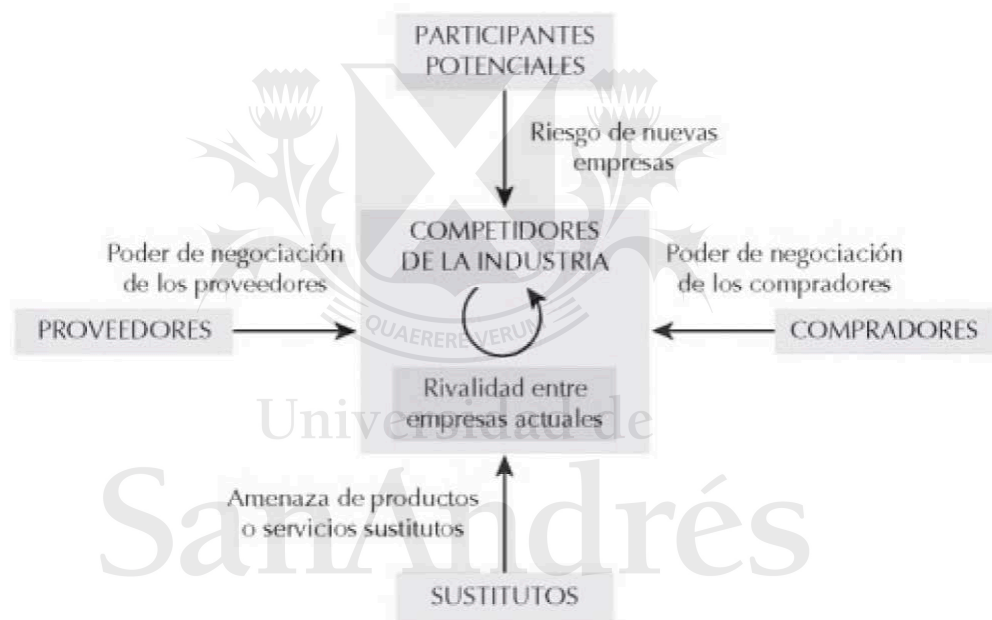 PARTICIPANTES
POTENCIALES
Riesgo de nuevas
empresas
COMPETIDORES
DE LA INDUSTRIA
Poder de negociación
de los proveedores
Poder de negociación
de los compradores
PROVEEDORES
COMPRADORES
QUAERERE VERUM
Rivalidad entre
empresas actuales
Universidad de
SanAndrés
Amenaza de productos
o servicios sustitutos
SUSTITUTOS